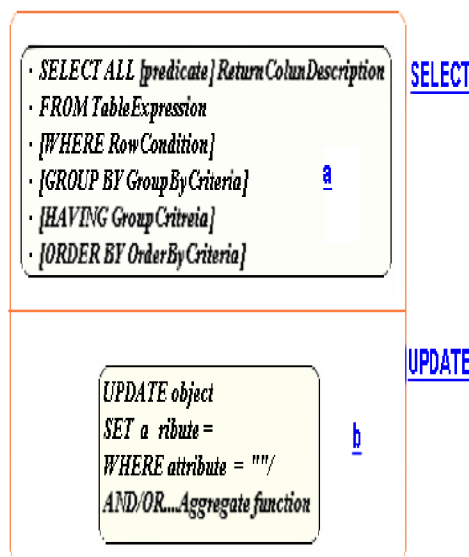 · SELECT ALL [predicate] ReturnColunDescription
SELECT
· FROM TableExpression
· [WHERE RowCondition]
· [GROUP BY GroupByCriteria]
a
· [HAVING GroupCritreia]
· [ORDER BY OrderByCriteria]
UPDATE
UPDATE object
SET a ribute =
b
WHERE attribute = ""/
AND/OR...Aggregate function